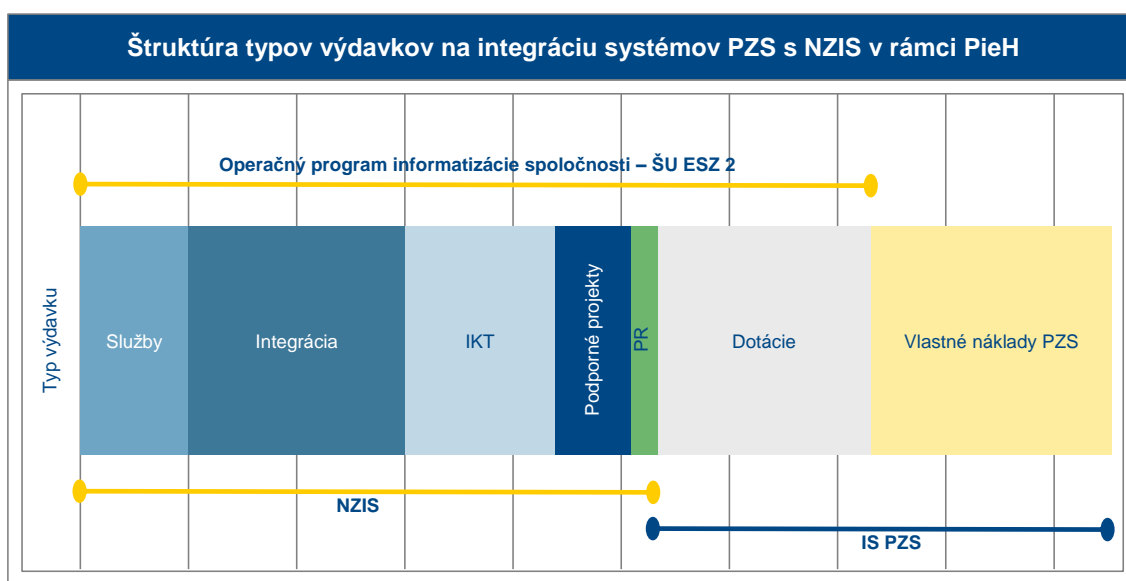 Štruktúra typov výdavkov na integráciu systémov PZS s NZIS v rámci PieH
Operačný program informatizácie spoločnosti – ŠU ESZ 2
Typ výdavku
Služby
Integrácia
IKT
Podporné projekty
PR
Dotácie
Vlastné náklady PZS
NZIS
IS PZS